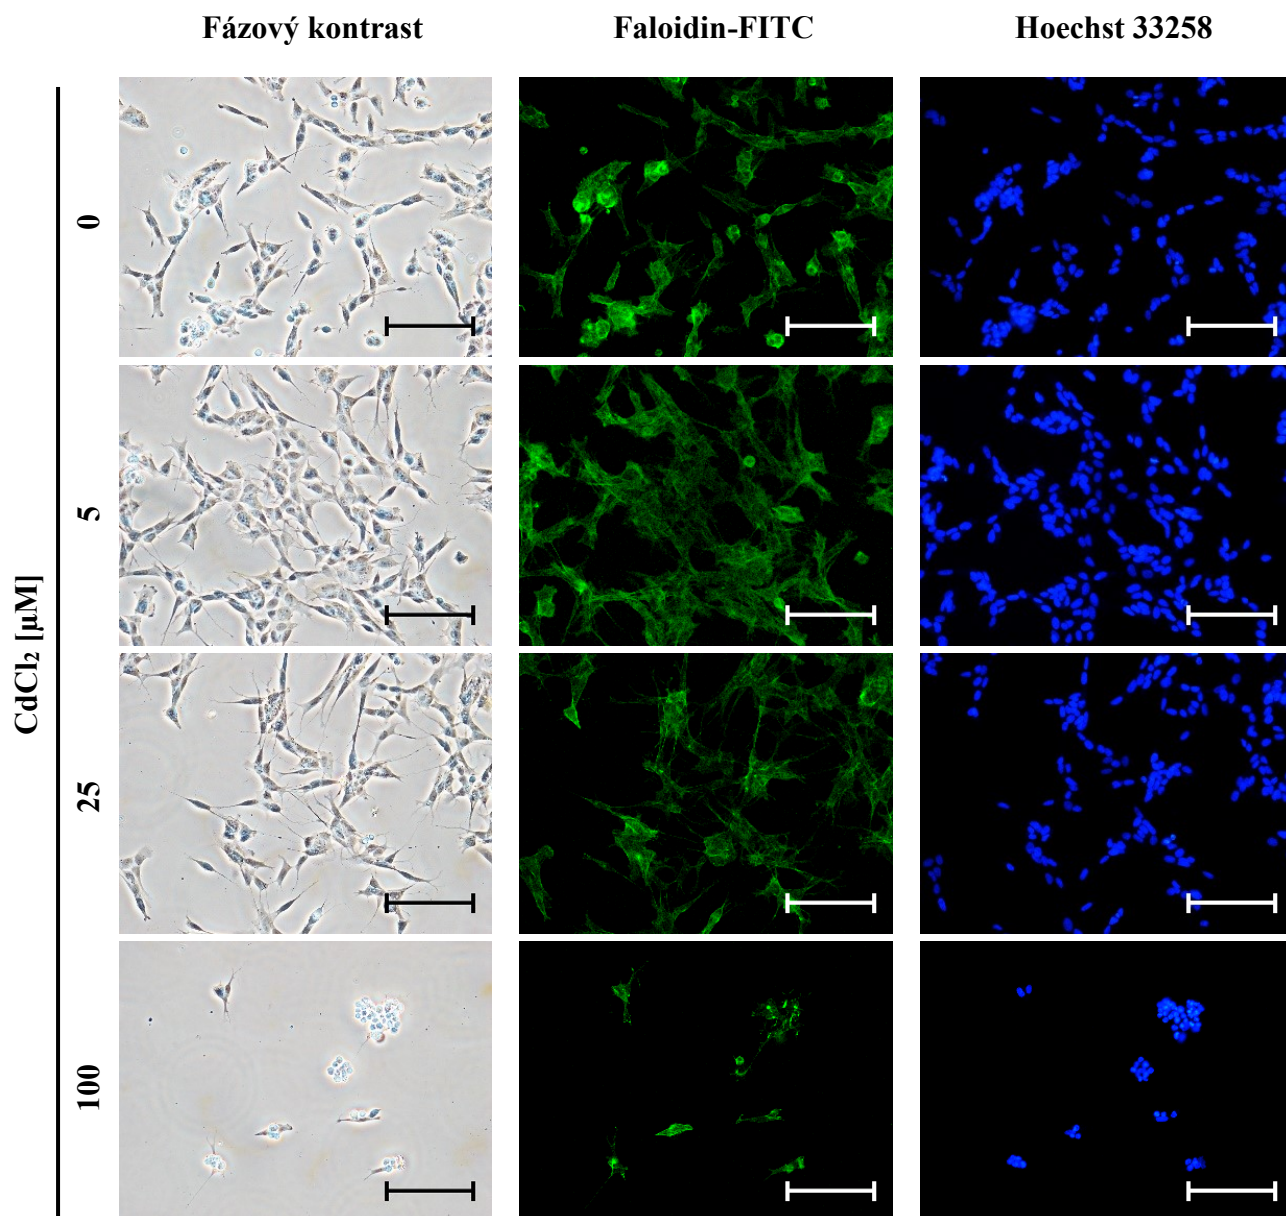 Fázový kontrast
Faloidin-FITC
Hoechst 33258
CdCl₂ [µM]
0
5
25
100